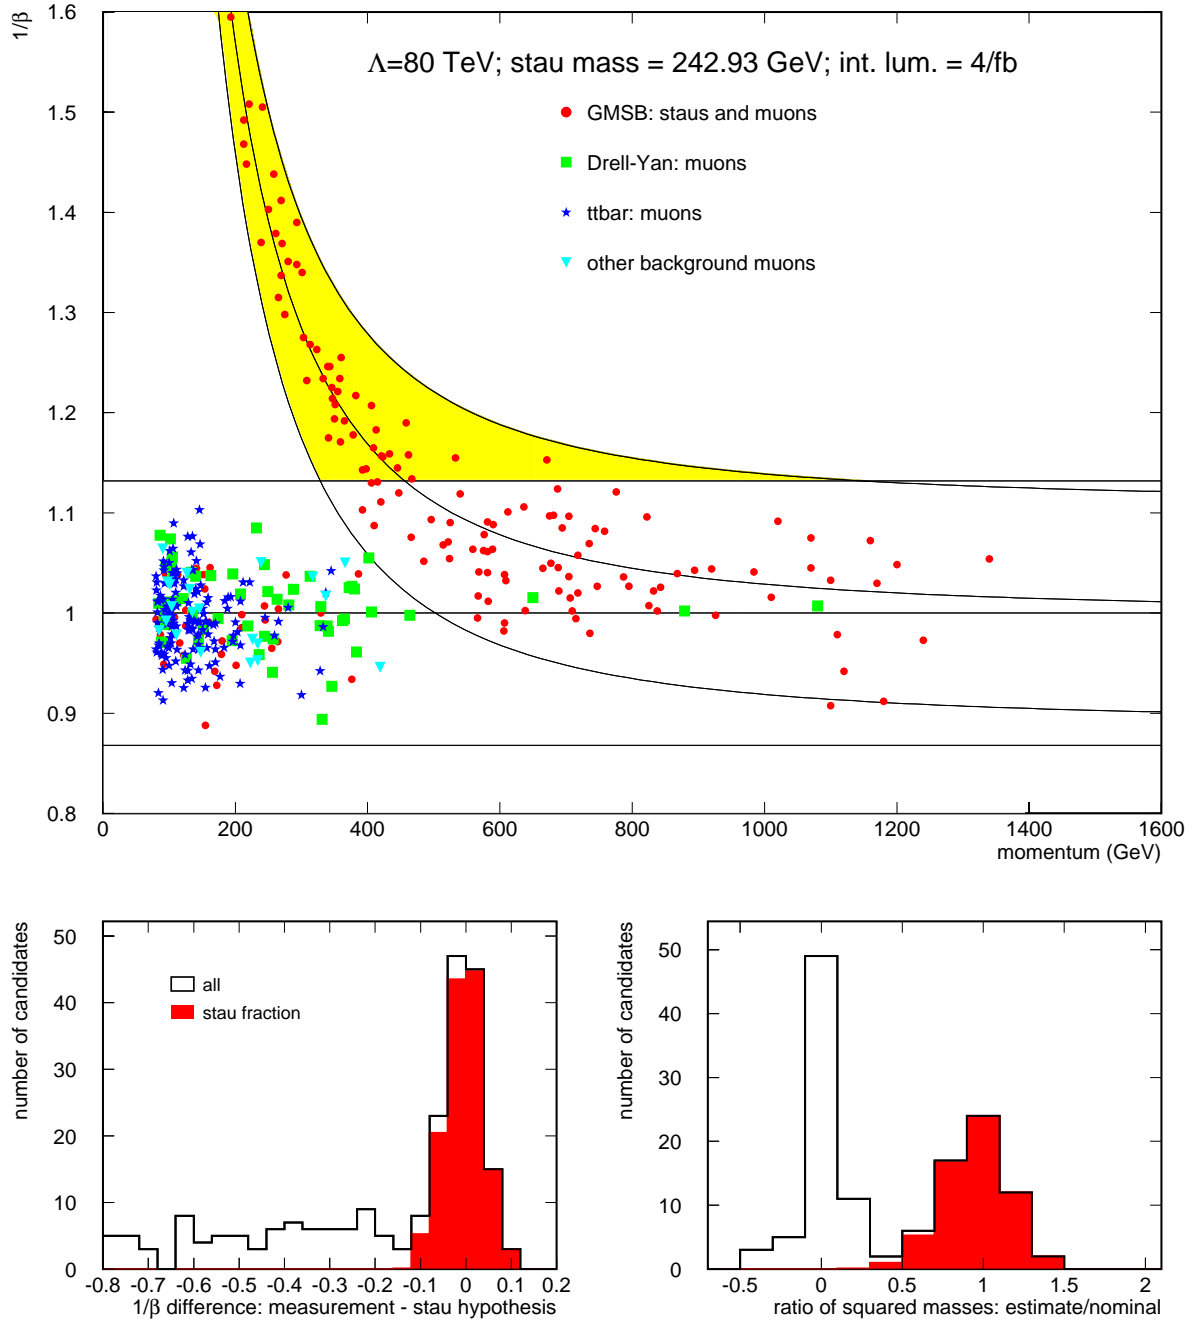 1/β
1.6
1.5
1.4
1.3
1.2
1.1
1
0.9
0.8
Λ=80 TeV; stau mass = 242.93 GeV; int. lum. = 4/fb
GMSB: staus and muons
Drell-Yan: muons
ttbar: muons
other background muons
0 200 400 600 800 1000 1200 1400 1600
momentum (GeV)
number of candidates
50
40
30
20
10
0
all
stau fraction
-0.8 -0.7 -0.6 -0.5 -0.4 -0.3 -0.2 -0.1 0 0.1 0.2
1/β difference: measurement - stau hypothesis
number of candidates
50
40
30
20
10
0
-0.5 0 0.5 1 1.5 2
ratio of squared masses: estimate/nominal